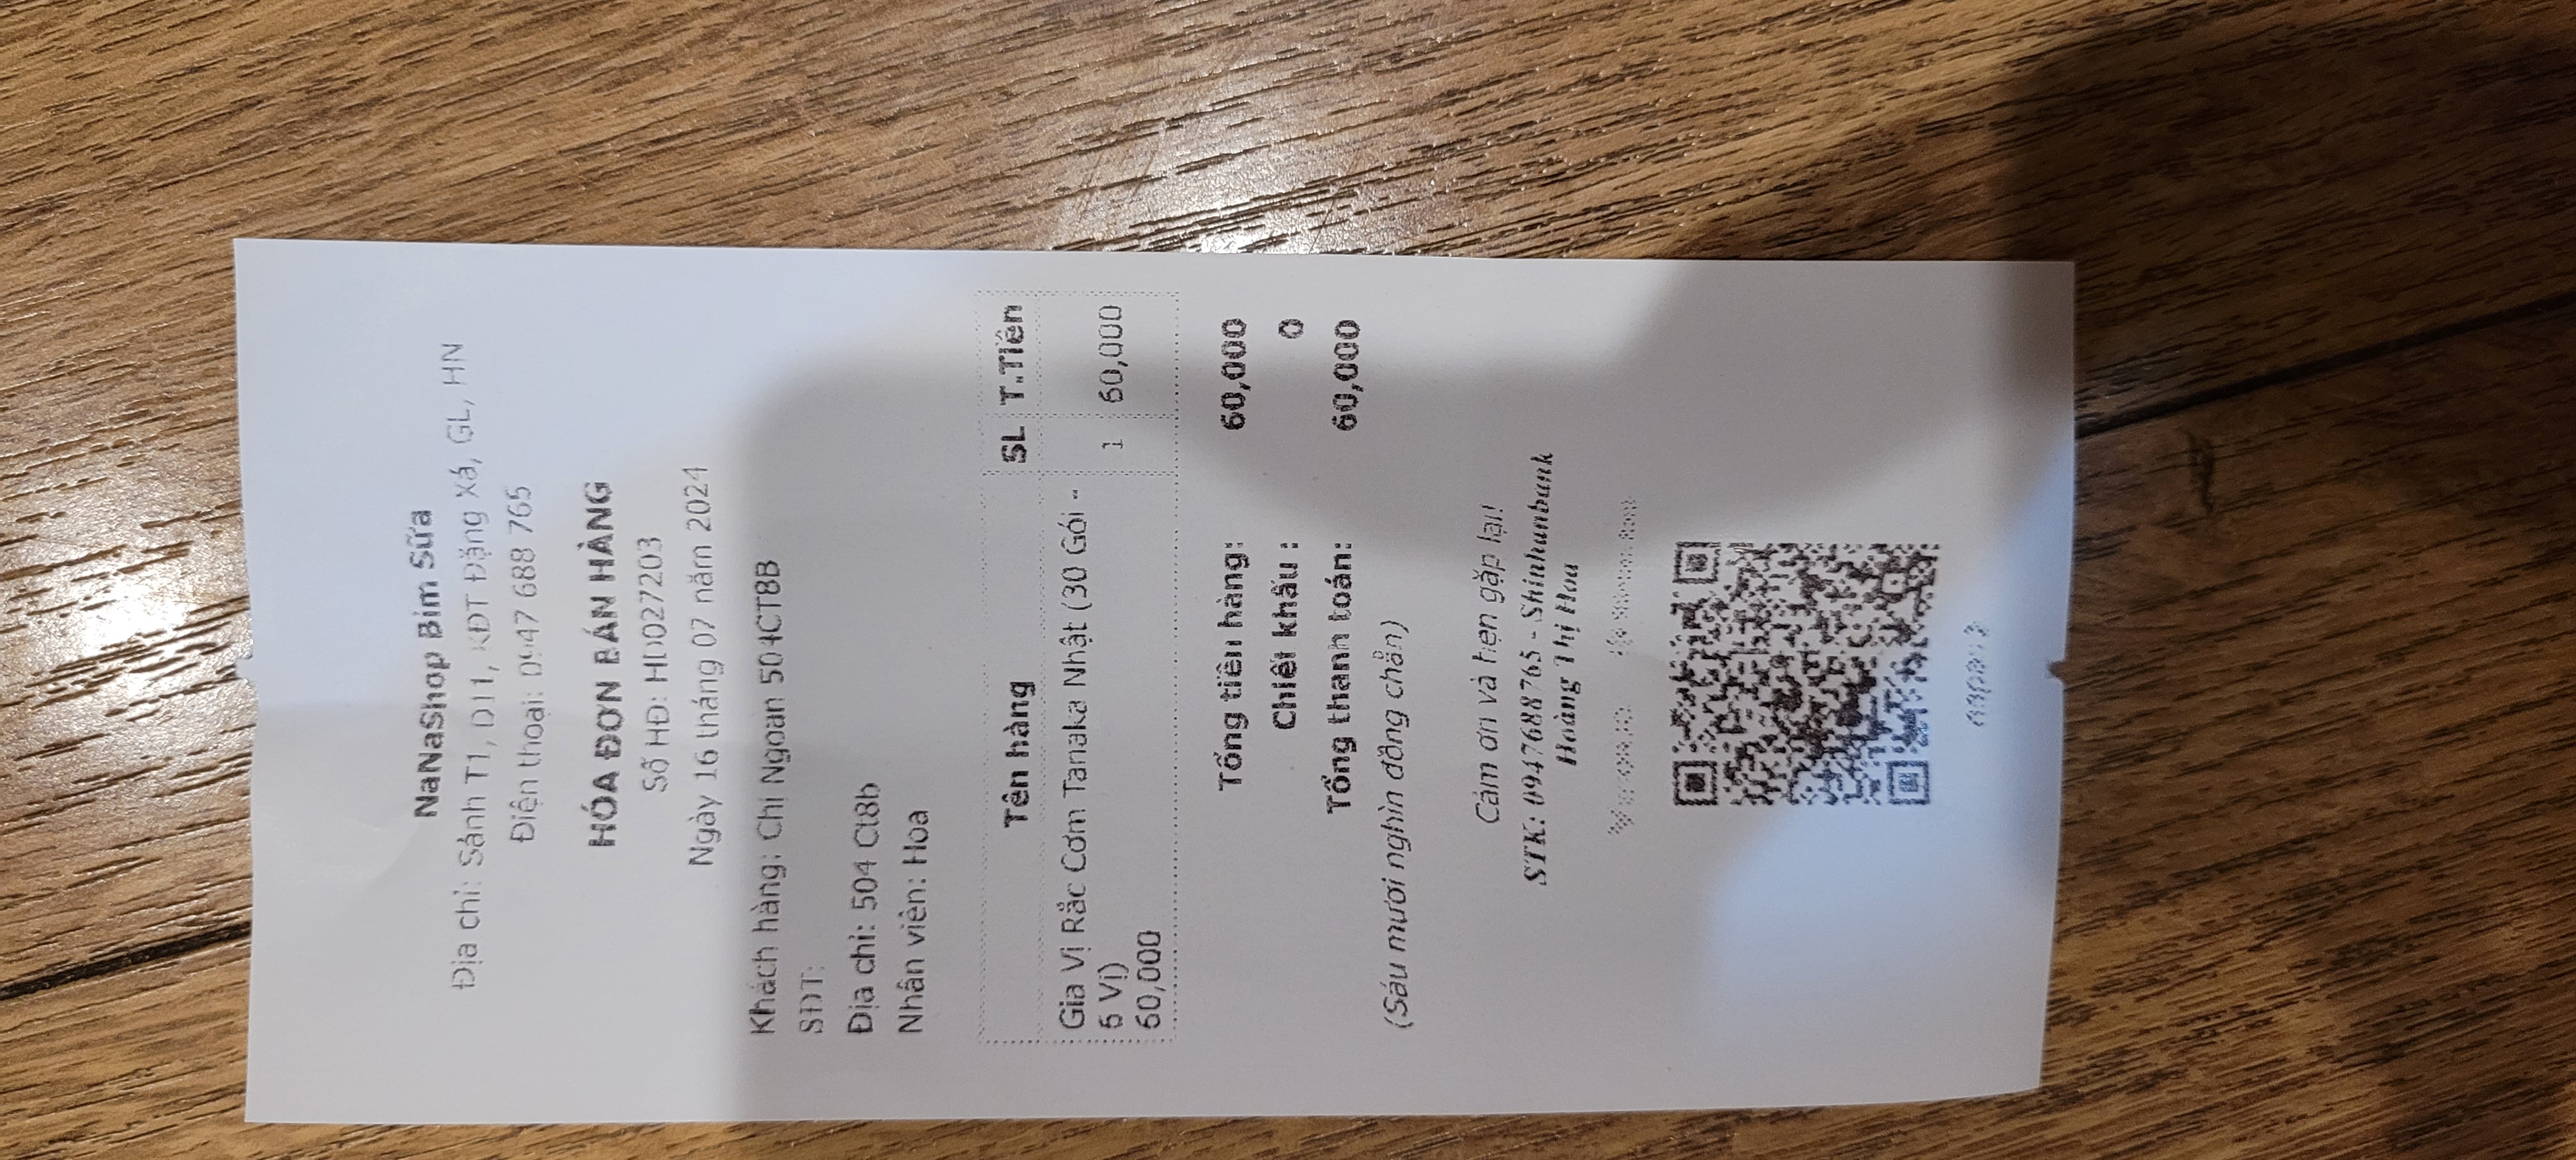 NaNaShop Bỉm Sữa
Địa chỉ: Sảnh T1, D11, KĐT Đặng Xá, GL, HN
Điện thoại: 0947 688 765
HÓA ĐƠN BÁN HÀNG
Số HĐ: HD027203
Ngày 16 tháng 07 năm 2024
Khách hàng: Chị Ngoan 504CT8B
SĐT:
Địa chỉ: 504 Ct8b
Nhân viên: Hoa
Tên hàng SL T.Tiền
Gia Vị Rắc Cơm Tanaka Nhật (30 Gói -
6 Vị)
60,000 1 60,000
Tổng tiền hàng: 60,000
Chiết khấu : 0
Tổng thanh toán: 60,000
(Sáu mươi nghìn đồng chẵn)
Cảm ơn và hẹn gặp lại!
STK: 0947688765 - Shinhanbank
Hoàng Thị Hoa